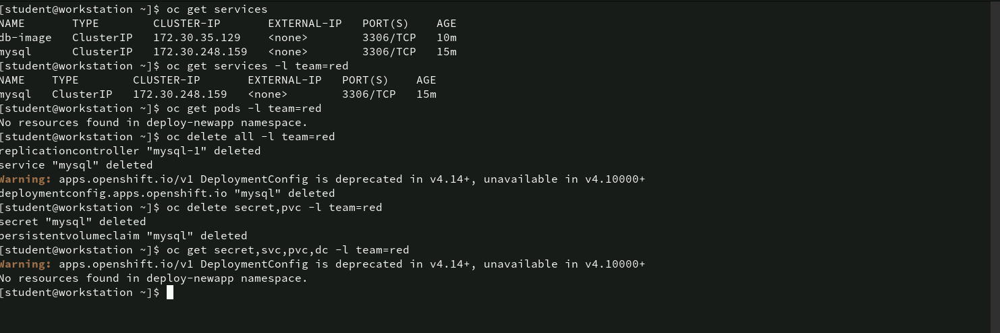 [student@workstation ~]$ oc get services
NAME       TYPE        CLUSTER-IP       EXTERNAL-IP   PORT(S)    AGE
db-image   ClusterIP   172.30.35.129    <none>        3306/TCP   10m
mysql      ClusterIP   172.30.248.159   <none>        3306/TCP   15m
[student@workstation ~]$ oc get services -l team=red
NAME    TYPE        CLUSTER-IP       EXTERNAL-IP   PORT(S)    AGE
mysql   ClusterIP   172.30.248.159   <none>        3306/TCP   15m
[student@workstation ~]$ oc get pods -l team=red
No resources found in deploy-newapp namespace.
[student@workstation ~]$ oc delete all -l team=red
replicationcontroller "mysql-1" deleted
service "mysql" deleted
Warning: apps.openshift.io/v1 DeploymentConfig is deprecated in v4.14+, unavailable in v4.10000+
deploymentconfig.apps.openshift.io "mysql" deleted
[student@workstation ~]$ oc delete secret,pvc -l team=red
secret "mysql" deleted
persistentvolumeclaim "mysql" deleted
[student@workstation ~]$ oc get secret,svc,pvc,dc -l team=red
Warning: apps.openshift.io/v1 DeploymentConfig is deprecated in v4.14+, unavailable in v4.10000+
No resources found in deploy-newapp namespace.
[student@workstation ~]$